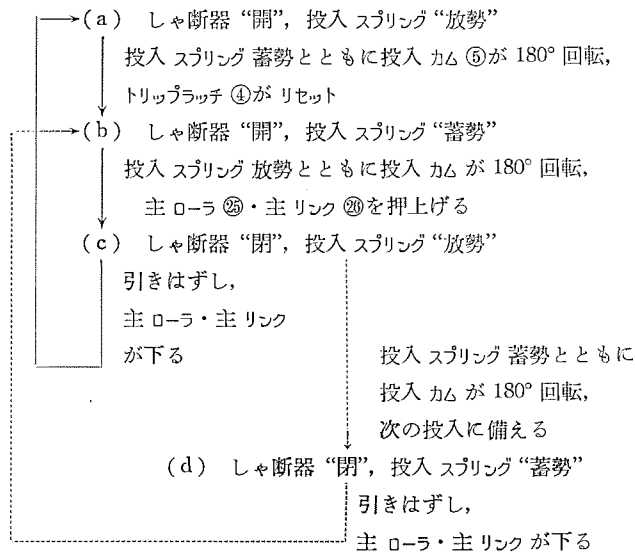 (a) しゃ断器 “開”, 投入 スプリング “放勢”
投入 スプリング 蓄勢とともに投入 カム ⑤が 180° 回転,
トリップラッチ ④が リセット
(b) しゃ断器 “開”, 投入 スプリング “蓄勢”
投入 スプリング 放勢とともに投入 カム が 180° 回転,
主 ローラ ㉕・主 リンク ㉖を押上げる
(c) しゃ断器 “閉”, 投入 スプリング “放勢”
引きはずし,
主 ローラ・主 リンク
が下る
投入 スプリング 蓄勢とともに
投入 カム が 180° 回転,
次の投入に備える
(d) しゃ断器 “閉”, 投入 スプリング “蓄勢”
引きはずし,
主 ローラ・主 リンク が下る